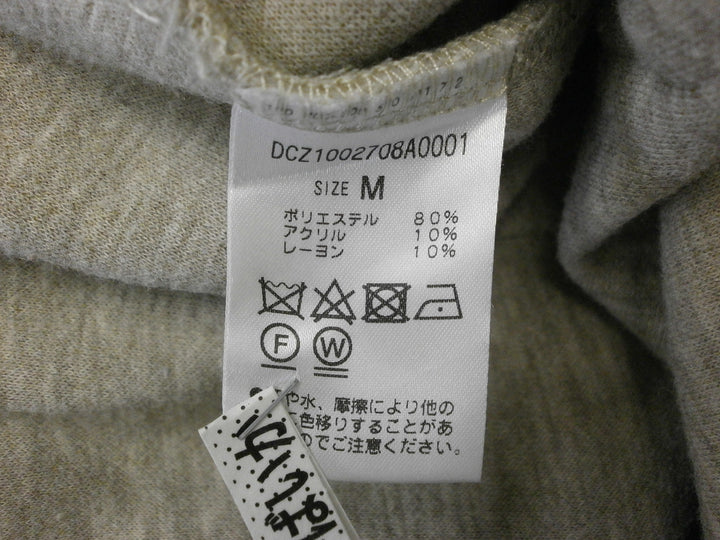 DCZ1002708A0001
SIZE M
ポリエステル 80%
アクリル 10%
レーヨン 10%
F W
や水、摩擦により他の
色移りすることがあ
のでご注意ください。